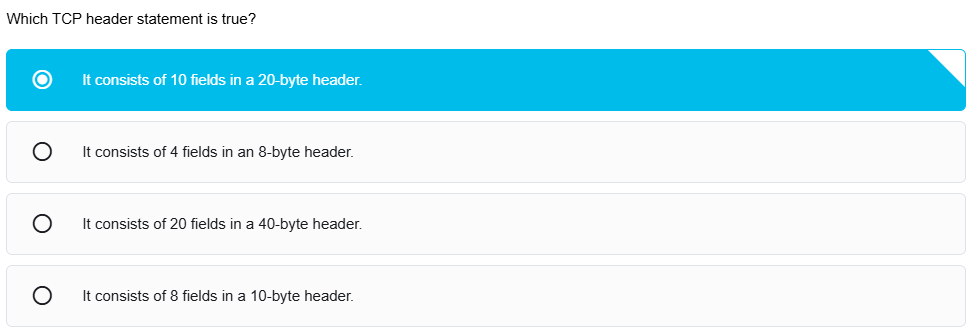 Which TCP header statement is true?
It consists of 10 fields in a 20-byte header.
It consists of 4 fields in an 8-byte header.
It consists of 20 fields in a 40-byte header.
It consists of 8 fields in a 10-byte header.